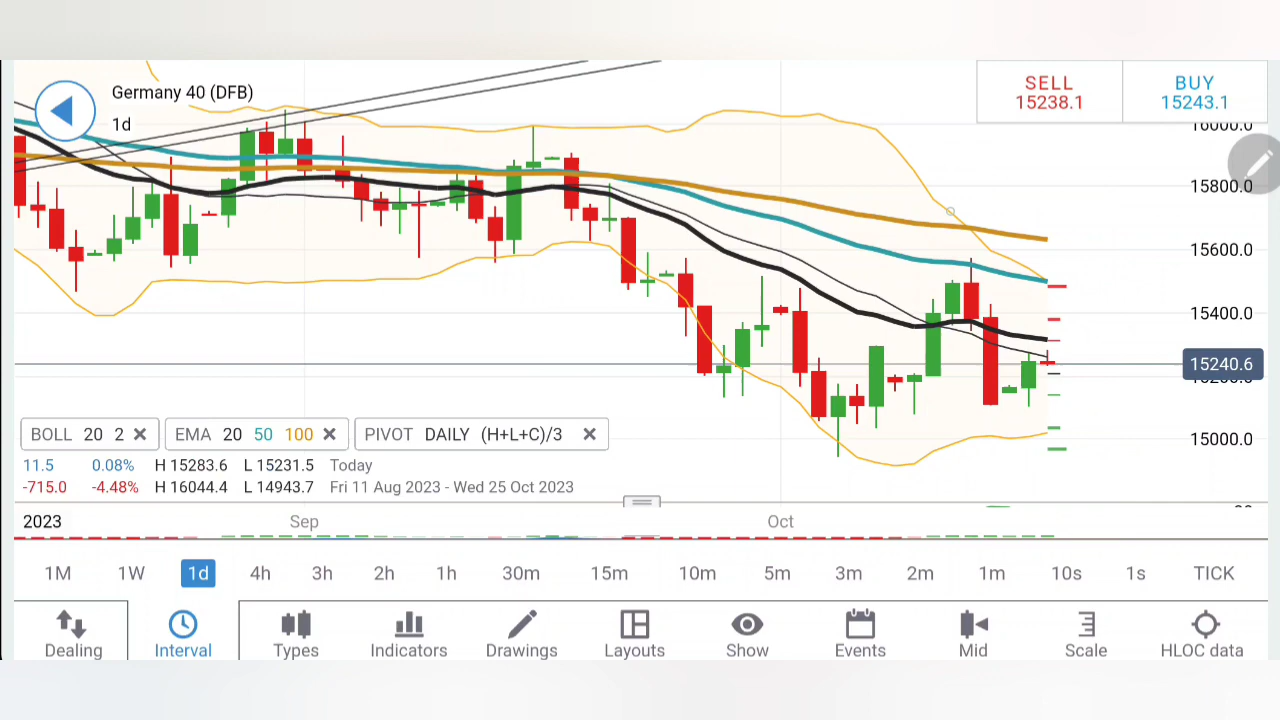 Germany 40 (DFB)
1d
SELL
15238.1
BUY
15243.1
16000.0
15800.0
15600.0
15400.0
15240.6
15000.0
BOLL 20 2
EMA 20 50 100
PIVOT DAILY (H+L+C)/3
11.5 0.08% H 15283.6 L 15231.5 Today
-715.0 -4.48% H 16044.4 L 14943.7 Fri 11 Aug 2023 - Wed 25 Oct 2023
2023 Sep Oct
1M 1W 1d 4h 3h 2h 1h 30m 15m 10m 5m 3m 2m 1m 10s 1s TICK
Dealing Interval Types Indicators Drawings Layouts Show Events Mid Scale HLOC data